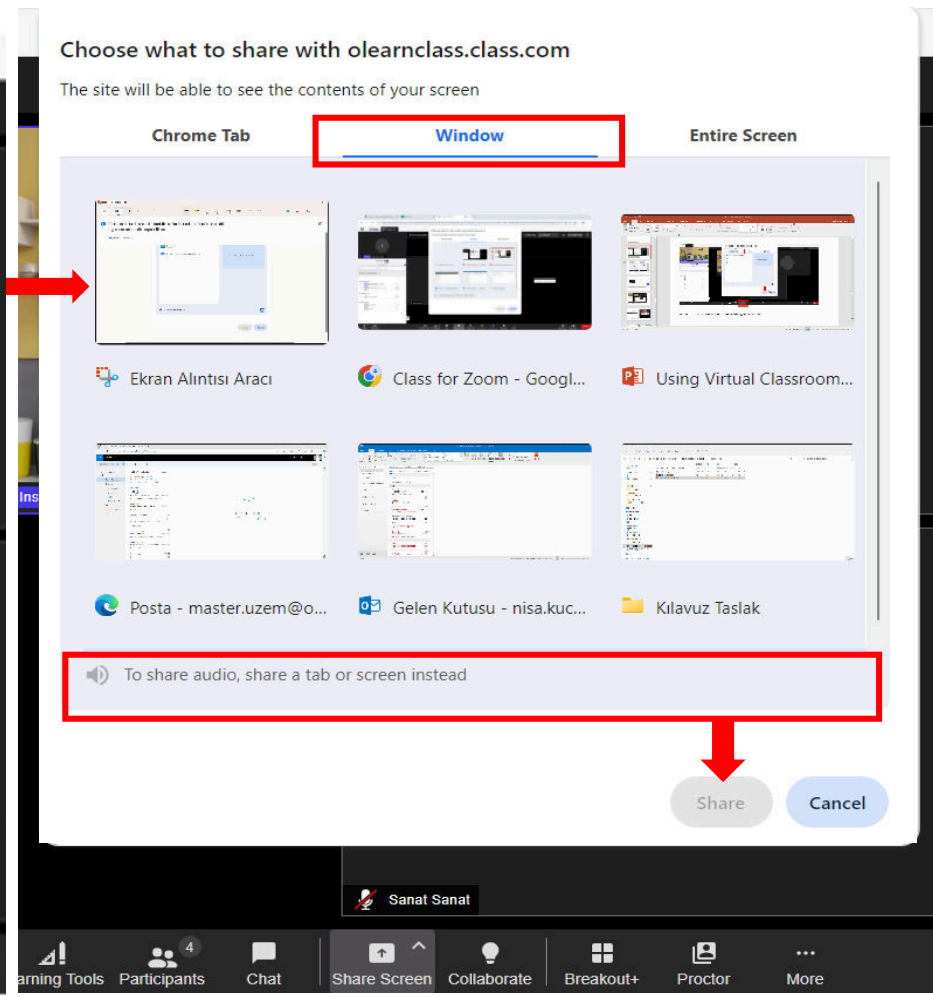 Choose what to share with olearnclass.class.com
The site will be able to see the contents of your screen
Chrome Tab
Window
Entire Screen
Ekran Alıntısı Aracı
Class for Zoom - Googl...
Using Virtual Classroom...
Posta - master.uzem@o...
Gelen Kutusu - nisa.kuc...
Kılavuz Taslak
To share audio, share a tab or screen instead
Share
Cancel
Ins
Sanat Sanat
arning Tools
Participants
4
Chat
Share Screen
Collaborate
Breakout+
Proctor
More